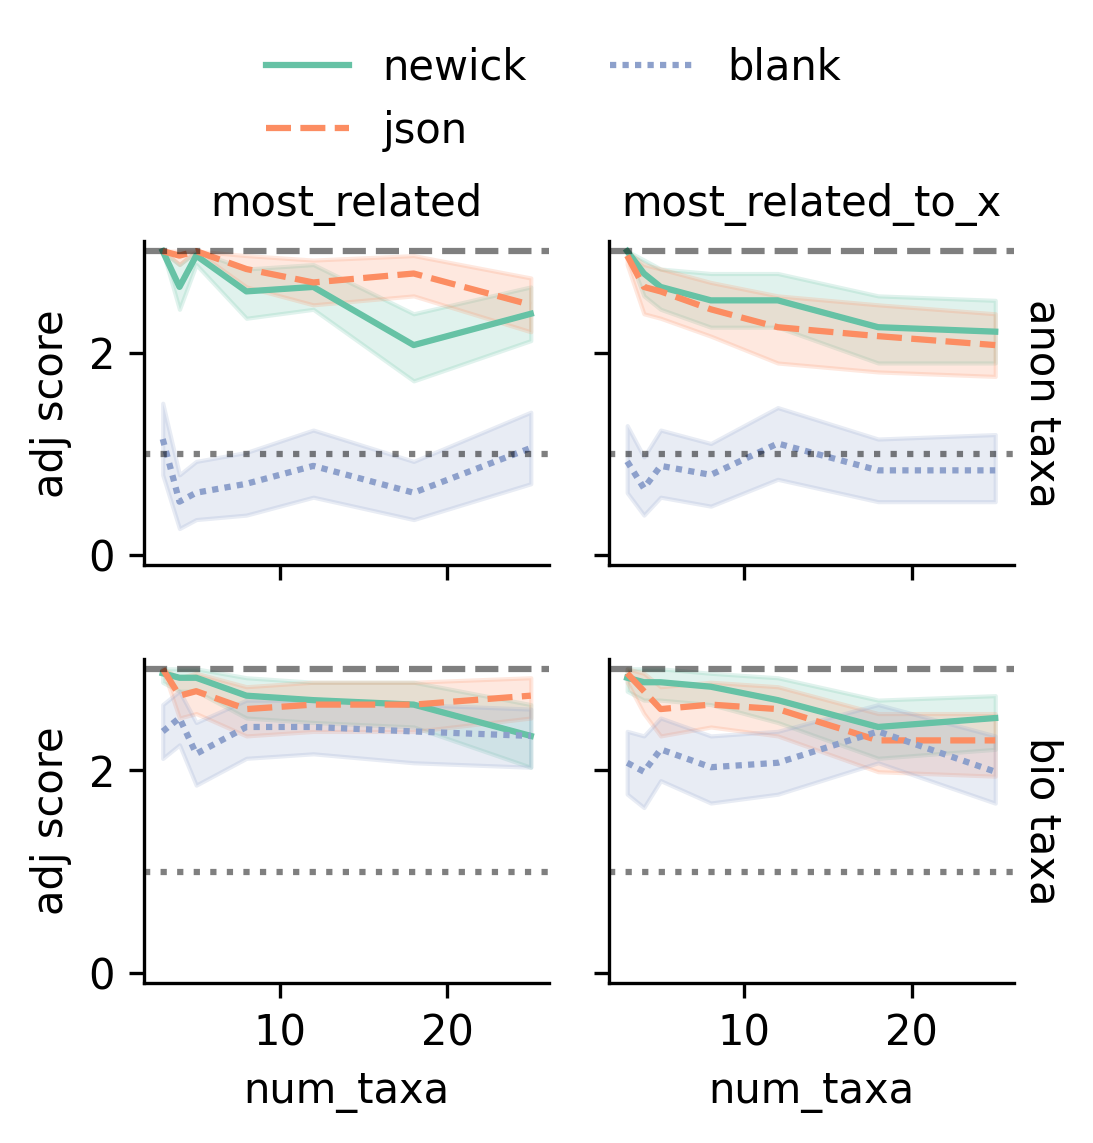 newick
blank
json
most_related
most_related_to_x
adj score
2
0
anon taxa
adj score
2
0
bio taxa
10
20
10
20
num_taxa
num_taxa